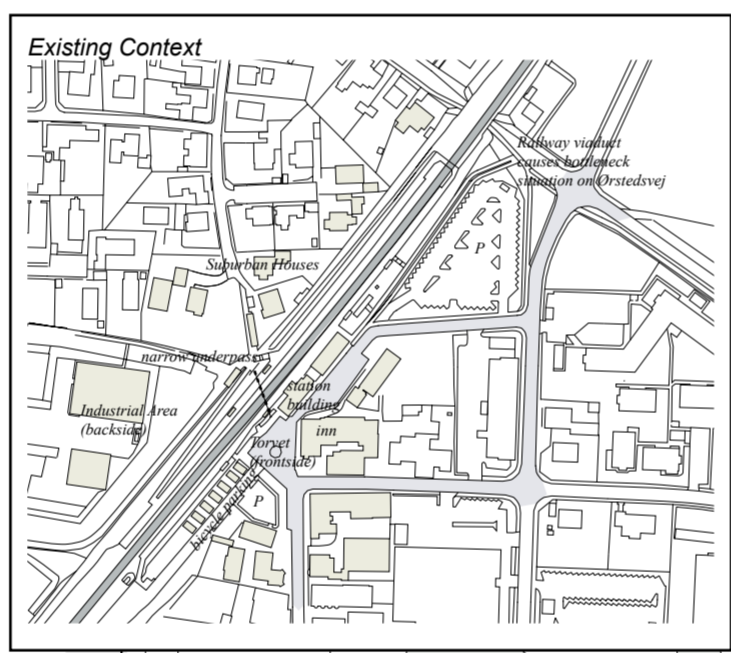 Existing Context
Railway viaduct
causes bottleneck
situation on Ørstedsvej
P
Suburban Houses
narrow underpass
station
building
Industrial Area
(backside)
inn
Torvet
(frontside)
P
bicycle parking